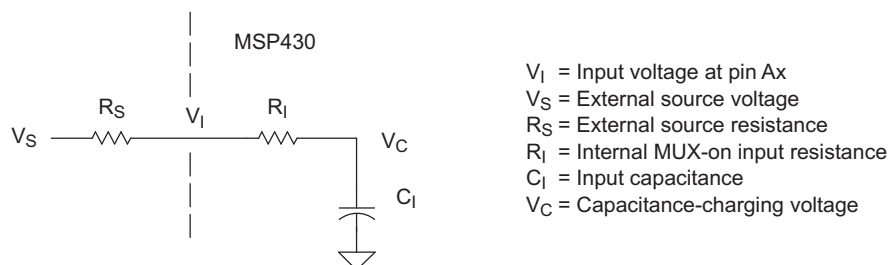 MSP430
R_S
V_I
R_I
V_S
V_C
C_I
V_I = Input voltage at pin Ax
V_S = External source voltage
R_S = External source resistance
R_I = Internal MUX-on input resistance
C_I = Input capacitance
V_C = Capacitance-charging voltage